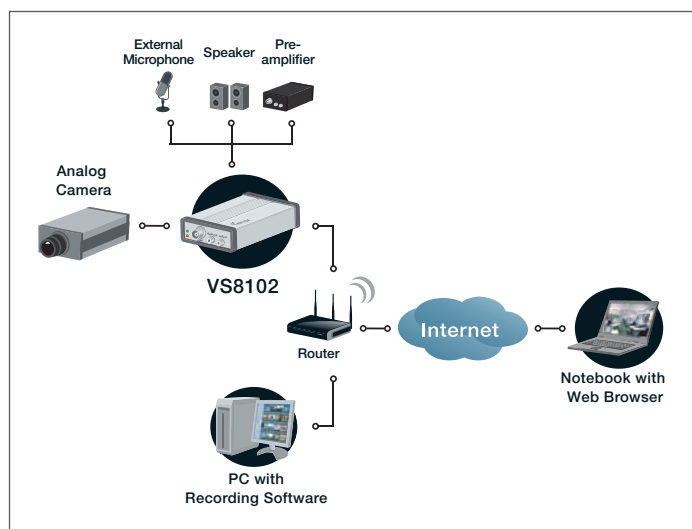 External
Microphone
Speaker
Pre-
amplifier
Analog
Camera
VS8102
Router
Internet
Notebook with
Web Browser
PC with
Recording Software